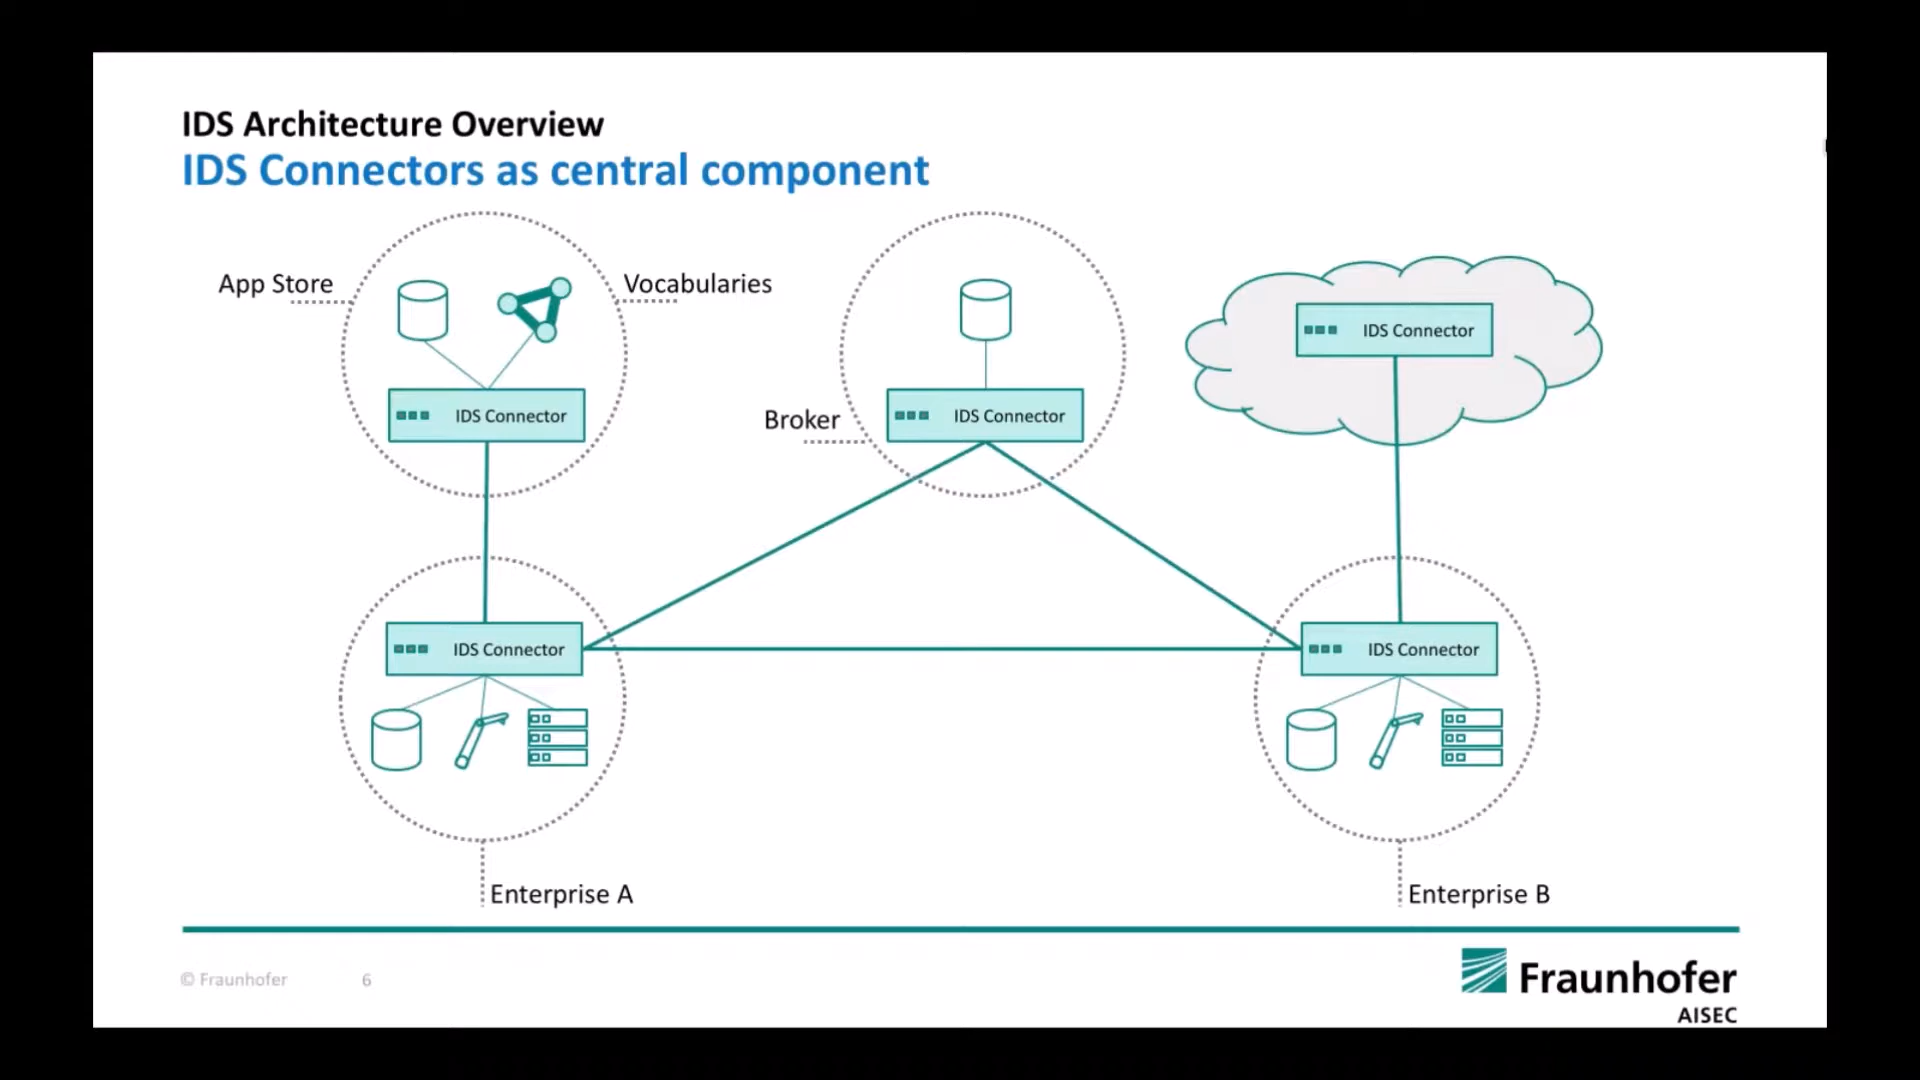 IDS Architecture Overview
IDS Connectors as central component
App Store
Vocabularies
IDS Connector
IDS Connector
Broker
IDS Connector
IDS Connector
IDS Connector
Enterprise A
Enterprise B
© Fraunhofer
6
Fraunhofer
AISEC